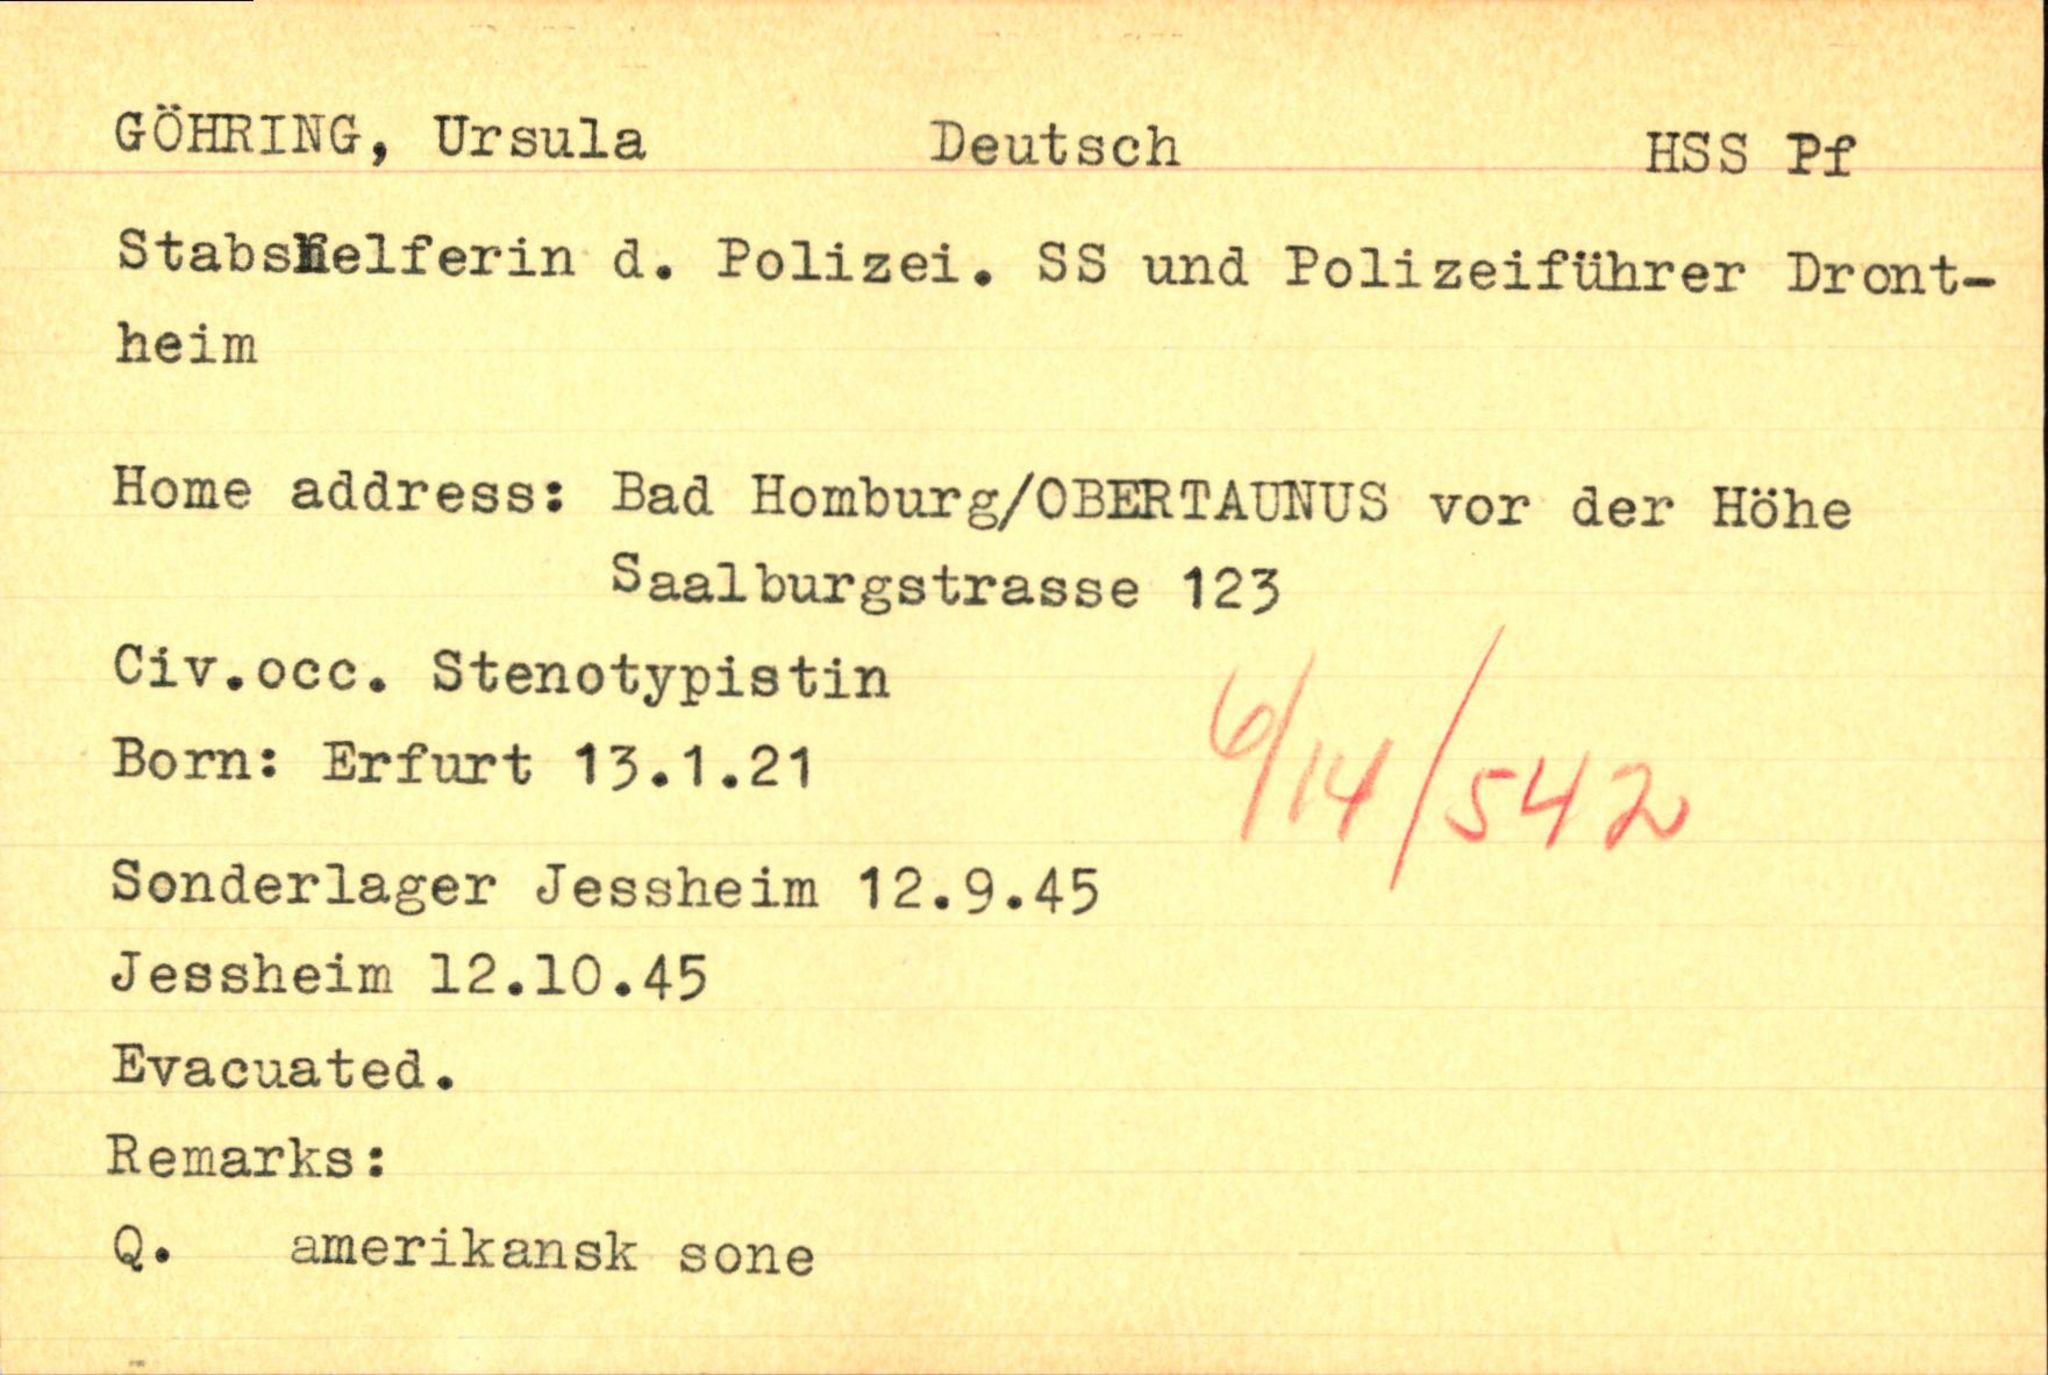 GÖHRING, Ursula Deutsch HSS Pf
Stabshelferin d. Polizei. SS und Polizeiführer Dront-
heim
Home address: Bad Homburg/OBERTAUNUS vor der Höhe
Saalburgstrasse 123
Civ.occ. Stenotypistin
Born: Erfurt 13.1.21
6/14/542
Sonderlager Jessheim 12.9.45
Jessheim 12.10.45
Evacuated.
Remarks:
Q. amerikansk sone